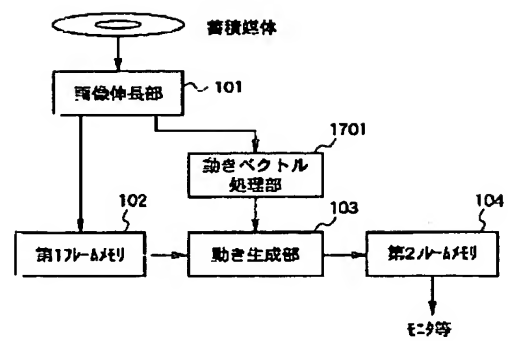 蓄積媒体
画像伸長部
101
1701
動きベクトル
処理部
102
103
104
第1フレームメモリ
動き生成部
第2フレームメモリ
モニタ等